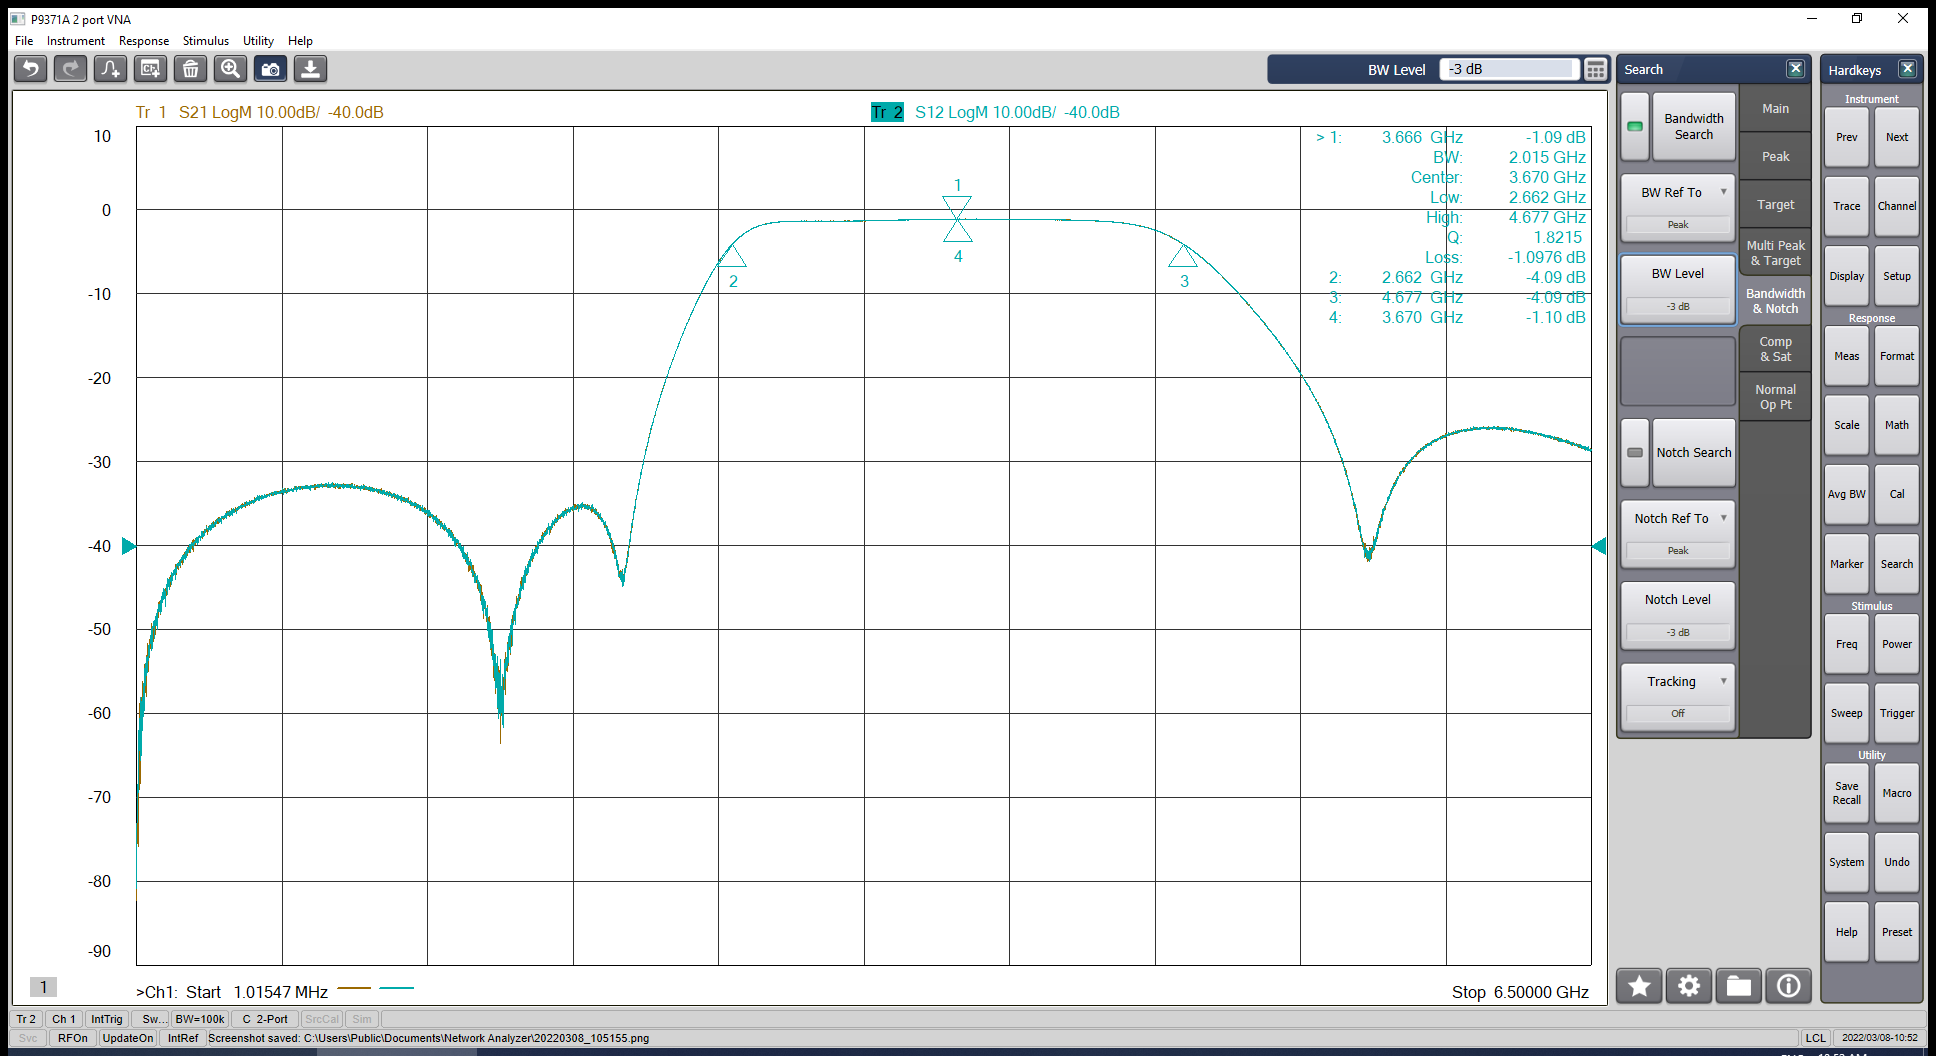 P9371A 2 port VNA
File Instrument Response Stimulus Utility Help
BW Level -3 dB
Tr 1 S21 LogM 10.00dB/ -40.0dB
Tr 2 S12 LogM 10.00dB/ -40.0dB
10
0
-10
-20
-30
-40
-50
-60
-70
-80
-90
> 1: 3.666 GHz -1.09 dB
BW: 2.015 GHz
Center: 3.670 GHz
Low: 2.662 GHz
High: 4.677 GHz
Q: 1.8215
Loss: -1.0976 dB
2: 2.662 GHz -4.09 dB
3: 4.677 GHz -4.09 dB
4: 3.670 GHz -1.10 dB
1
4
2
3
1
>Ch1: Start 1.01547 MHz
Stop 6.50000 GHz
Search
Bandwidth
Search
BW Ref To
Peak
BW Level
-3 dB
Notch Search
Notch Ref To
Peak
Notch Level
-3 dB
Tracking
Off
Main
Peak
Target
Multi Peak
& Target
Bandwidth
& Notch
Comp
& Sat
Normal
Op Pt
Hardkeys
Instrument
Prev Next
Trace Channel
Display Setup
Response
Meas Format
Scale Math
Avg BW Cal
Marker Search
Stimulus
Freq Power
Sweep Trigger
Utility
Save
Recall
Macro
System Undo
Help Preset
Tr 2 Ch 1 IntTrig Sw... BW=100k C 2-Port SrcCal Sim
Svc RFOn UpdateOn IntRef Screenshot saved: C:\Users\Public\Documents\Network Analyzer\20220308_105155.png LCL 2022/03/08-10:52